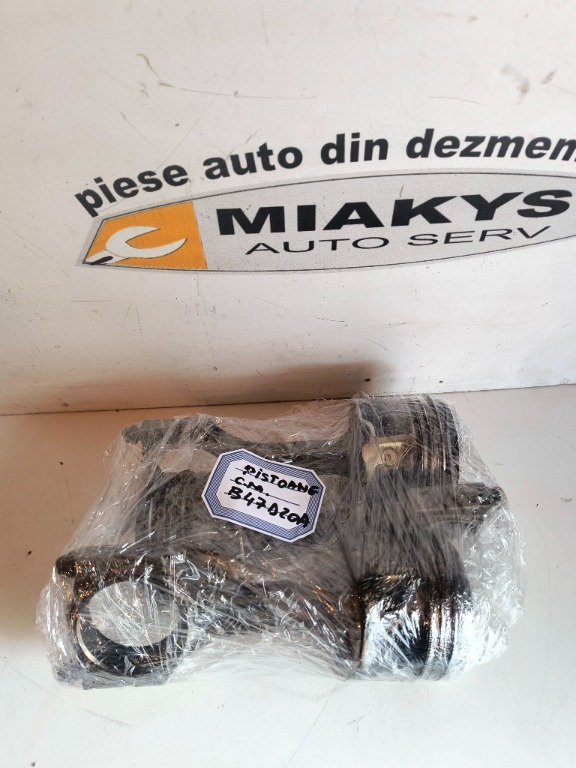 piese auto din dezmem
MIAKYS
AUTO SERV
PISTOANE
C.M.
B47D20A